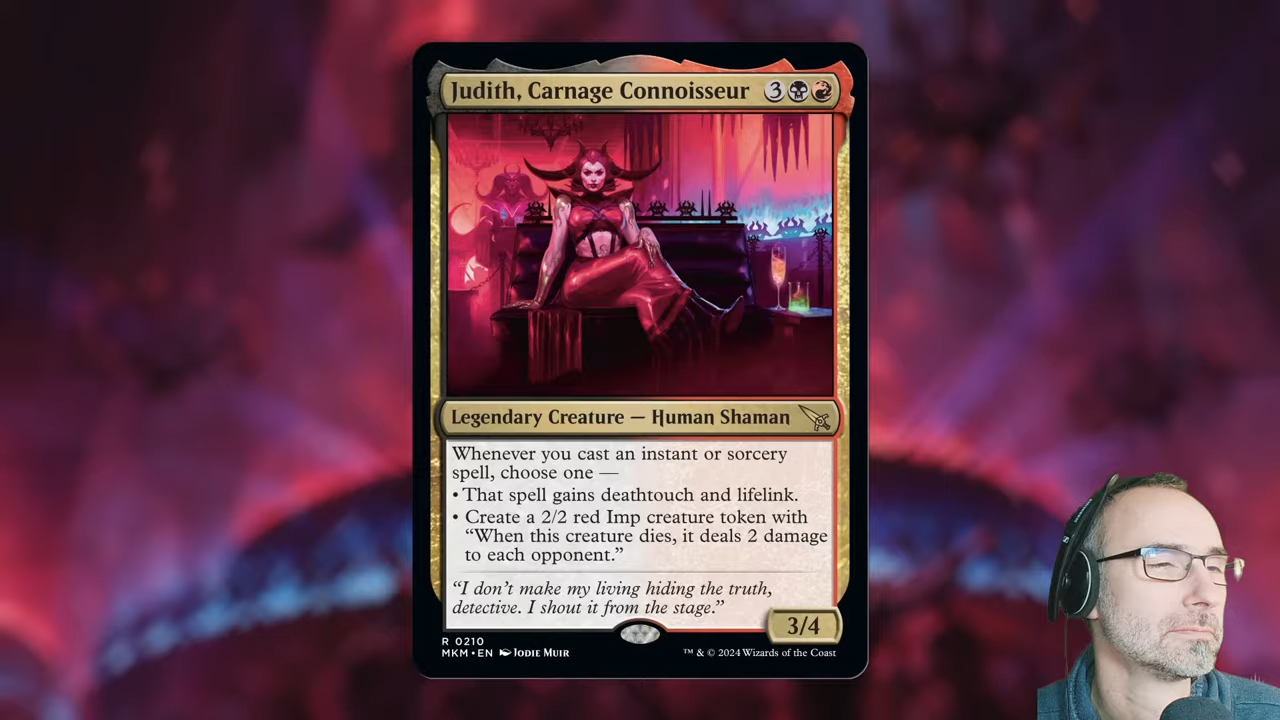 Judith, Carnage Connoisseur 3
Legendary Creature — Human Shaman
Whenever you cast an instant or sorcery
spell, choose one —
• That spell gains deathtouch and lifelink.
• Create a 2/2 red Imp creature token with
“When this creature dies, it deals 2 damage
to each opponent.”
“I don’t make my living hiding the truth,
detective. I shout it from the stage.”
3/4
R 0210
MKM • EN Jodie Muir
™ & © 2024 Wizards of the Coast